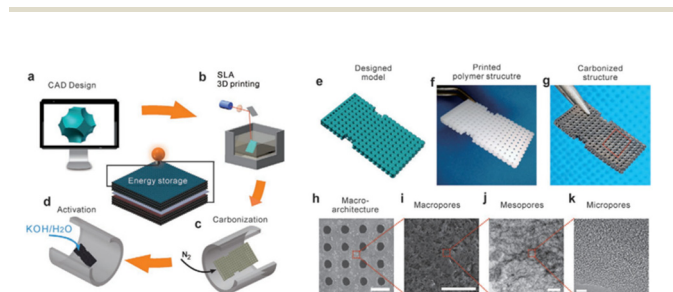 a
CAD Design
b
SLA
3D printing
Energy storage
d
Activation
KOH/H2O
c
Carbonization
N2
e
Designed
model
f
Printed
polymer strucutre
g
Carbonized
structure
h
Macro-
architecture
i
Macropores
j
Mesopores
k
Micropores